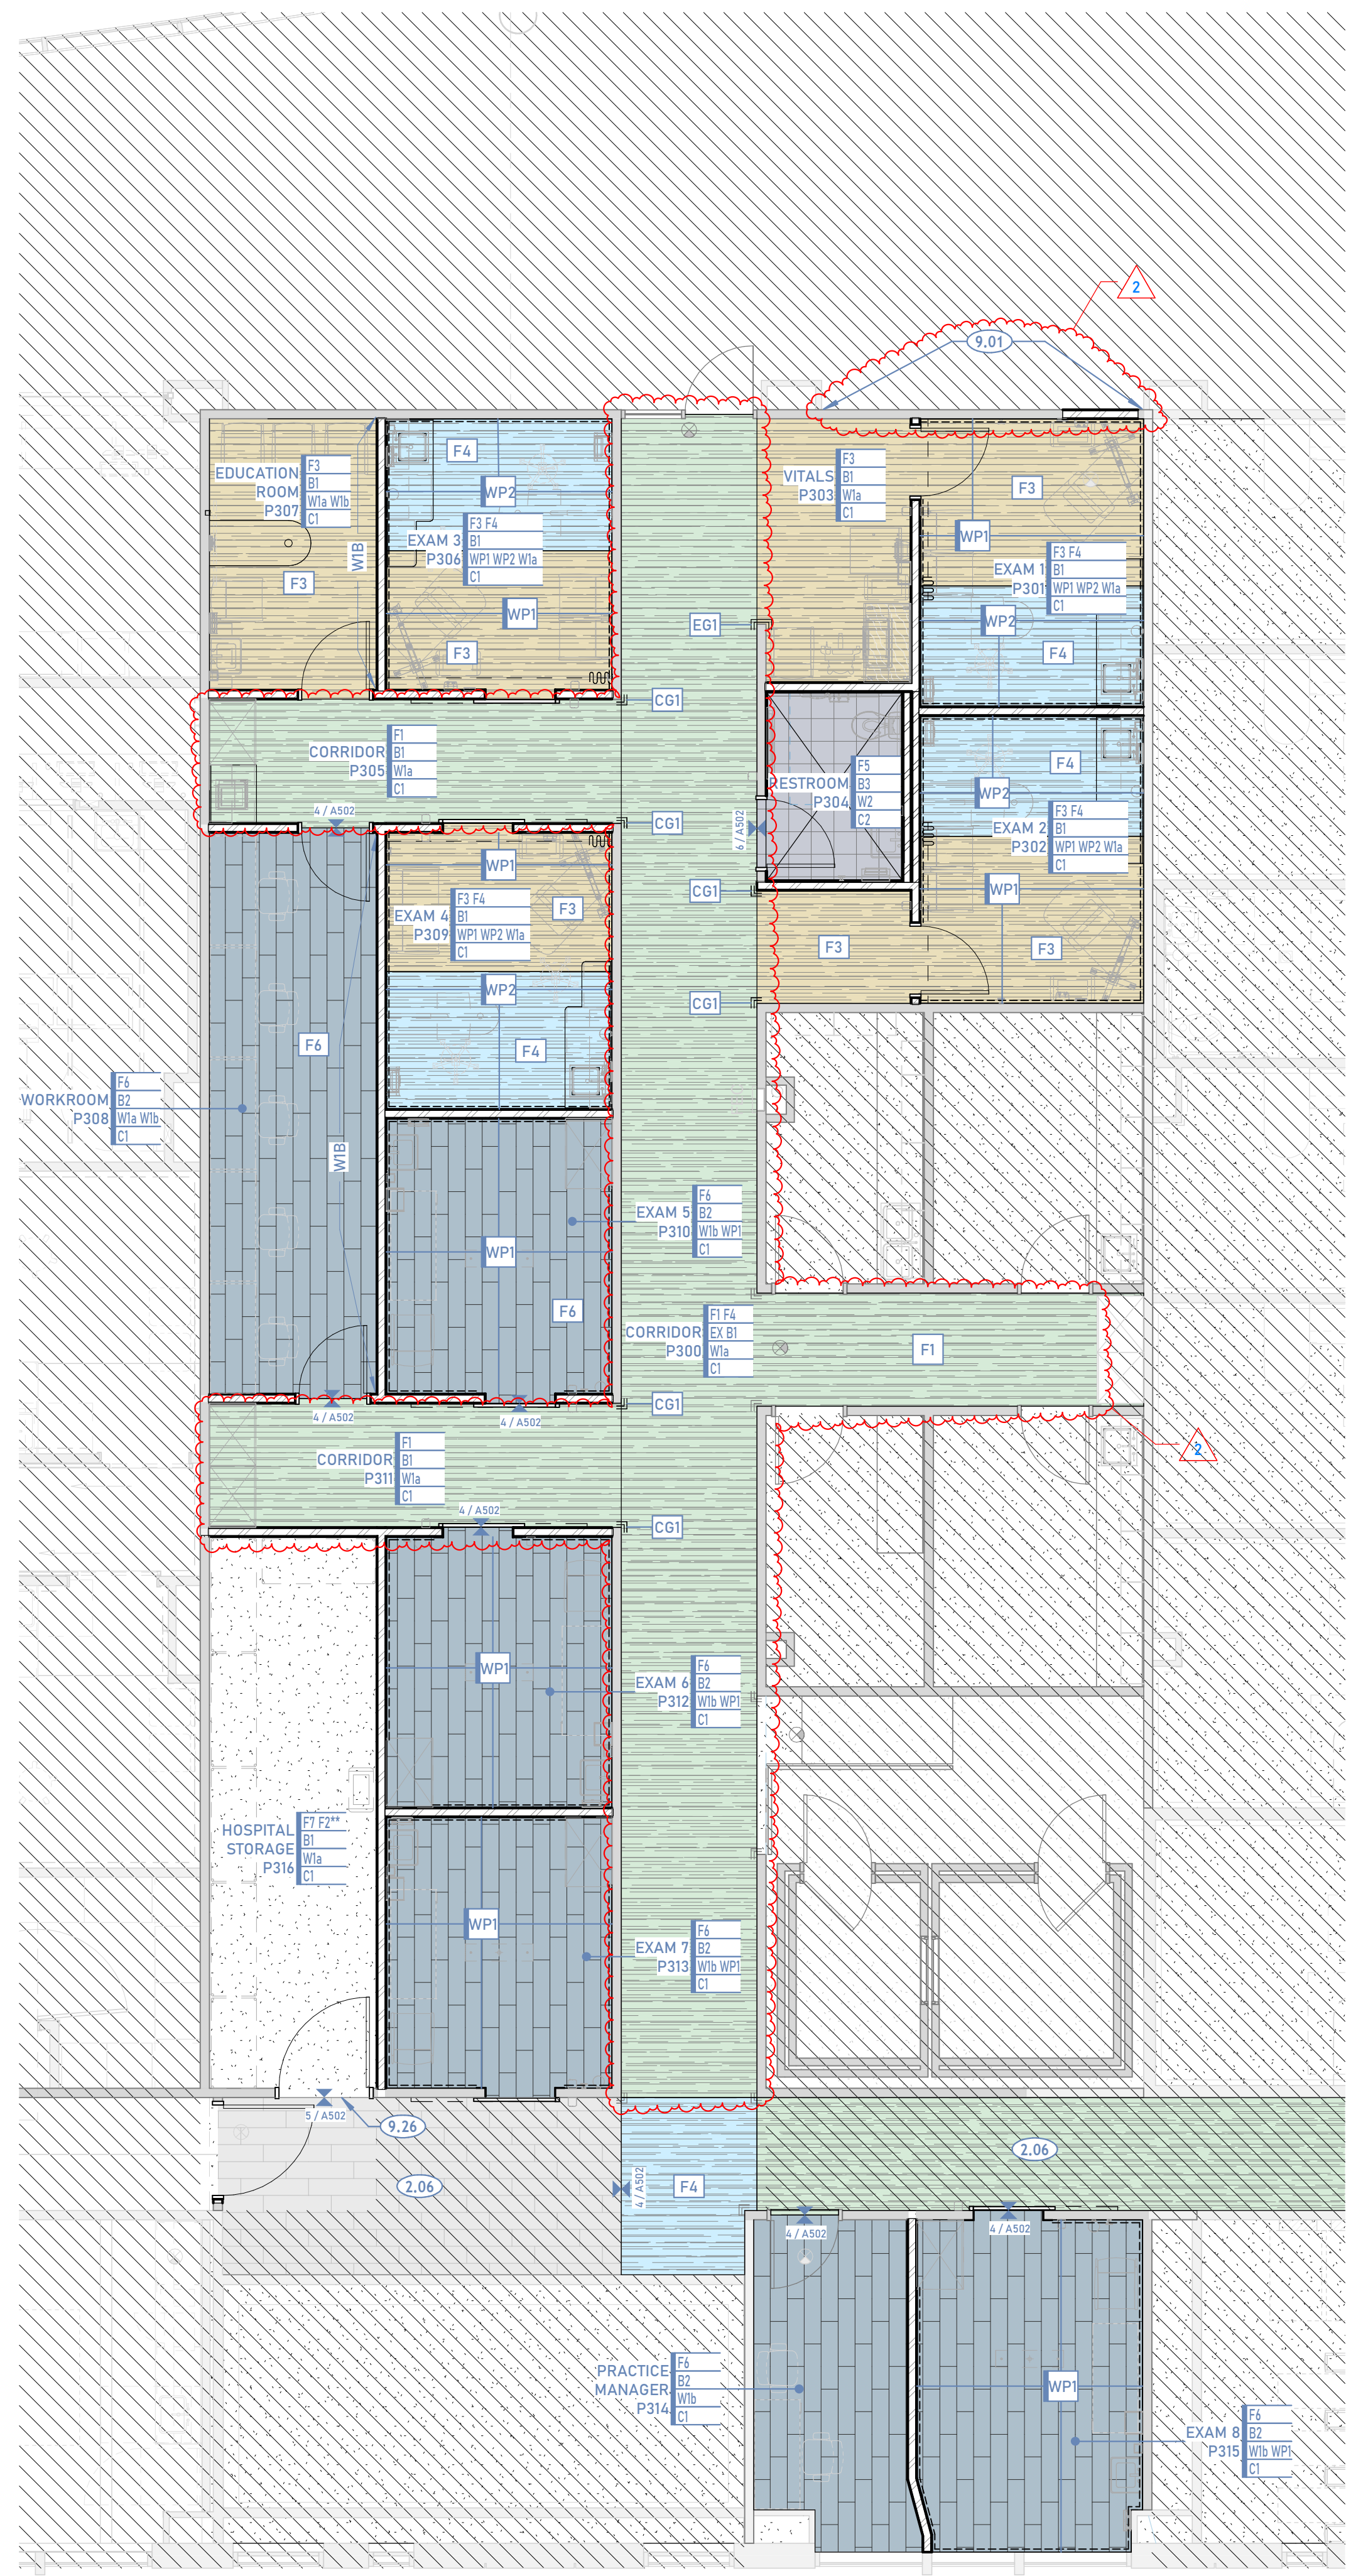 2
9.01
F4
WP2
EXAM 3
P306
F3 F4
B1
WP1 WP2 W1a
C1
EDUCATION
ROOM
P307
F3
B1
W1a W1b
C1
W1B
F3
WP1
F3
VITALS
P303
F3
B1
W1a
C1
F3
WP1
EXAM 1
P301
F3 F4
B1
WP1 WP2 W1a
C1
WP2
F4
EG1
CG1
CORRIDOR
P305
F1
B1
W1a
C1
4 / A502
CG1
RESTROOM
P304
F5
B3
W2
C2
6 / A502
F4
WP2
EXAM 2
P302
F3 F4
B1
WP1 WP2 W1a
C1
WP1
F3
F3
CG1
CG1
WP1
EXAM 4
P309
F3 F4
B1
WP1 WP2 W1a
C1
F3
WP2
F4
F6
WORKROOM
P308
F6
B2
W1a W1b
C1
W1B
EXAM 5
P310
F6
B2
W1b WP1
C1
WP1
F6
CORRIDOR
P300
F1 F4
EX B1
W1a
C1
F1
CG1
4 / A502
4 / A502
2
CORRIDOR
P311
F1
B1
W1a
C1
4 / A502
CG1
WP1
EXAM 6
P312
F6
B2
W1b WP1
C1
HOSPITAL
STORAGE
P316
F7 F2**
B1
W1a
C1
WP1
EXAM 7
P313
F6
B2
W1b WP1
C1
5 / A502
9.26
2.06
2.06
F4
4 / A502
4 / A502
4 / A502
PRACTICE
MANAGER
P314
F6
B2
W1b
C1
WP1
EXAM 8
P315
F6
B2
W1b WP1
C1